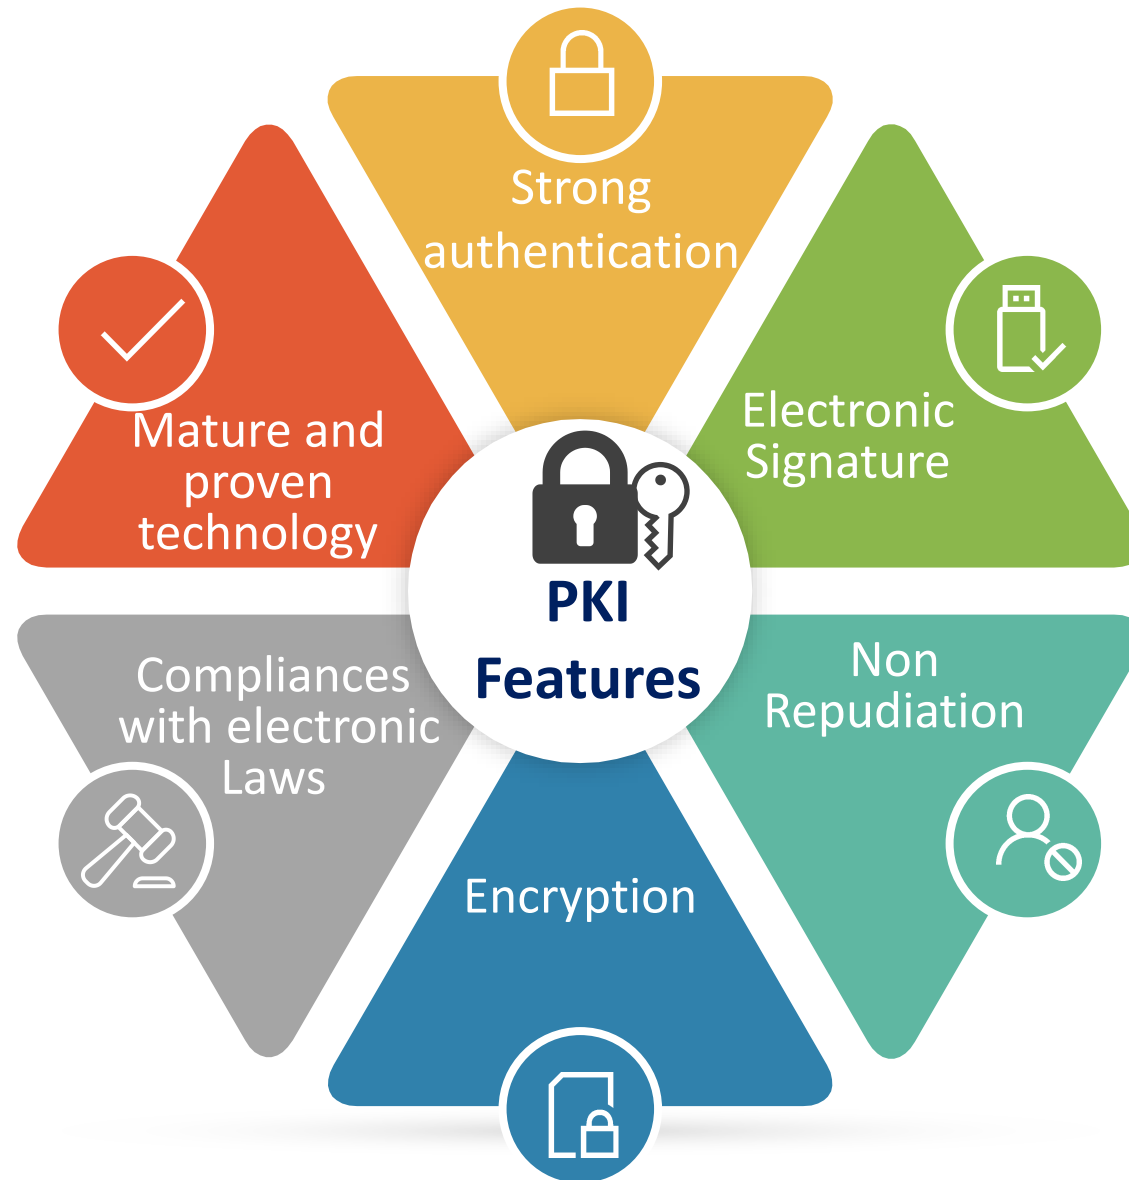 Strong
authentication
Electronic
Signature
Non
Repudiation
Encryption
Compliances
with electronic
Laws
Mature and
proven
technology
PKI
Features